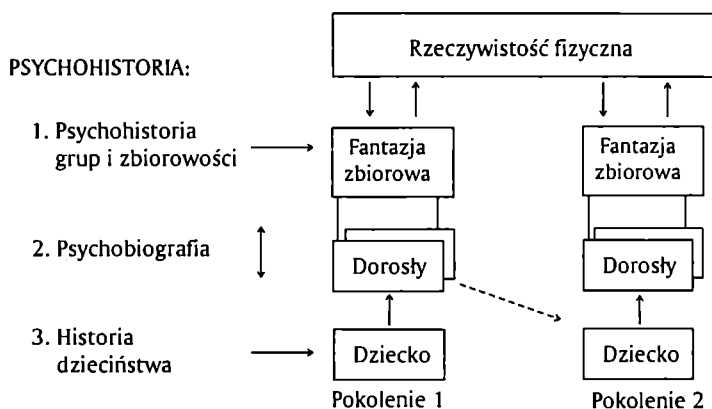 Rzeczywistość fizyczna
PSYCHOHISTORIA:
1. Psychohistoria
grup i zbiorowości
Fantazja
zbiorowa
Fantazja
zbiorowa
2. Psychobiografia
Dorosły
Dorosły
3. Historia
dzieciństwa
Dziecko
Dziecko
Pokolenie 1
Pokolenie 2